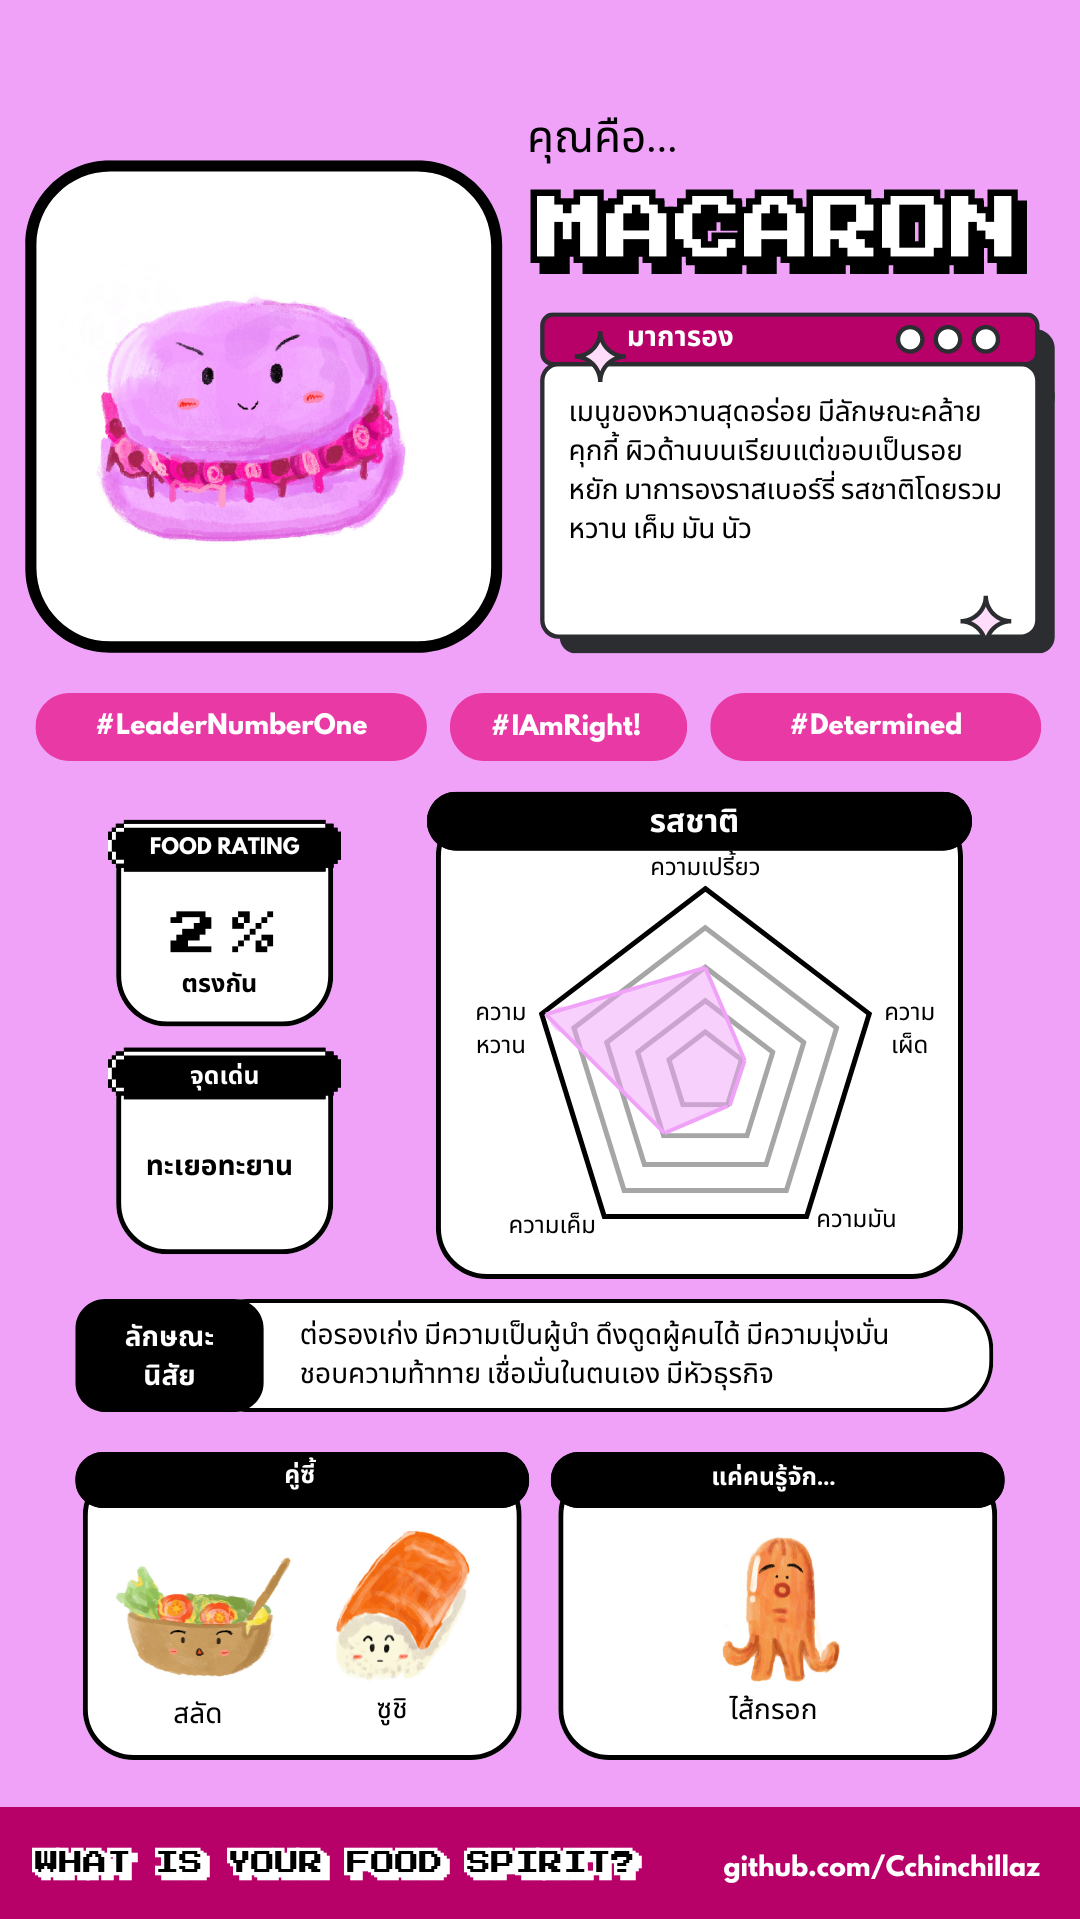 คุณคือ...
MACARON
มาการอง
เมนูของหวานสุดอร่อย มีลักษณะคล้าย
คุกกี้ ผิวด้านบนเรียบแต่ขอบเป็นรอย
หยัก มาการองราสเบอร์รี่ รสชาติโดยรวม
หวาน เค็ม มัน นัว
#LeaderNumberOne
#IAmRight!
#Determined
FOOD RATING
2 %
ตรงกัน
จุดเด่น
ทะเยอทะยาน
รสชาติ
ความเปรี้ยว
ความ
หวาน
ความ
เผ็ด
ความเค็ม
ความมัน
ลักษณะ
นิสัย
ต่อรองเก่ง มีความเป็นผู้นำ ดึงดูดผู้คนได้ มีความมุ่งมั่น
ชอบความท้าทาย เชื่อมั่นในตนเอง มีหัวธุรกิจ
คู่ซี้
สลัด
ซูชิ
แค่คนรู้จัก...
ไส้กรอก
WHAT IS YOUR FOOD SPIRIT?
github.com/Cchinchillaz